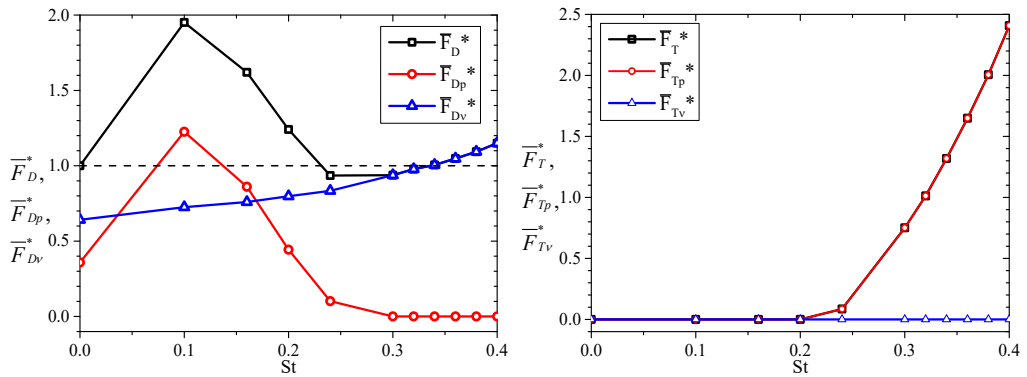 2.0
1.5
1.0
0.5
0.0
F̅*D,
F̅*Dp,
F̅*Dv
F̅D*
F̅Dp*
F̅Dv*
0.0 0.1 0.2 0.3 0.4
St
2.5
2.0
1.5
1.0
0.5
0.0
F̅*T,
F̅*Tp,
F̅*Tv
F̅T*
F̅Tp*
F̅Tv*
0.0 0.1 0.2 0.3 0.4
St